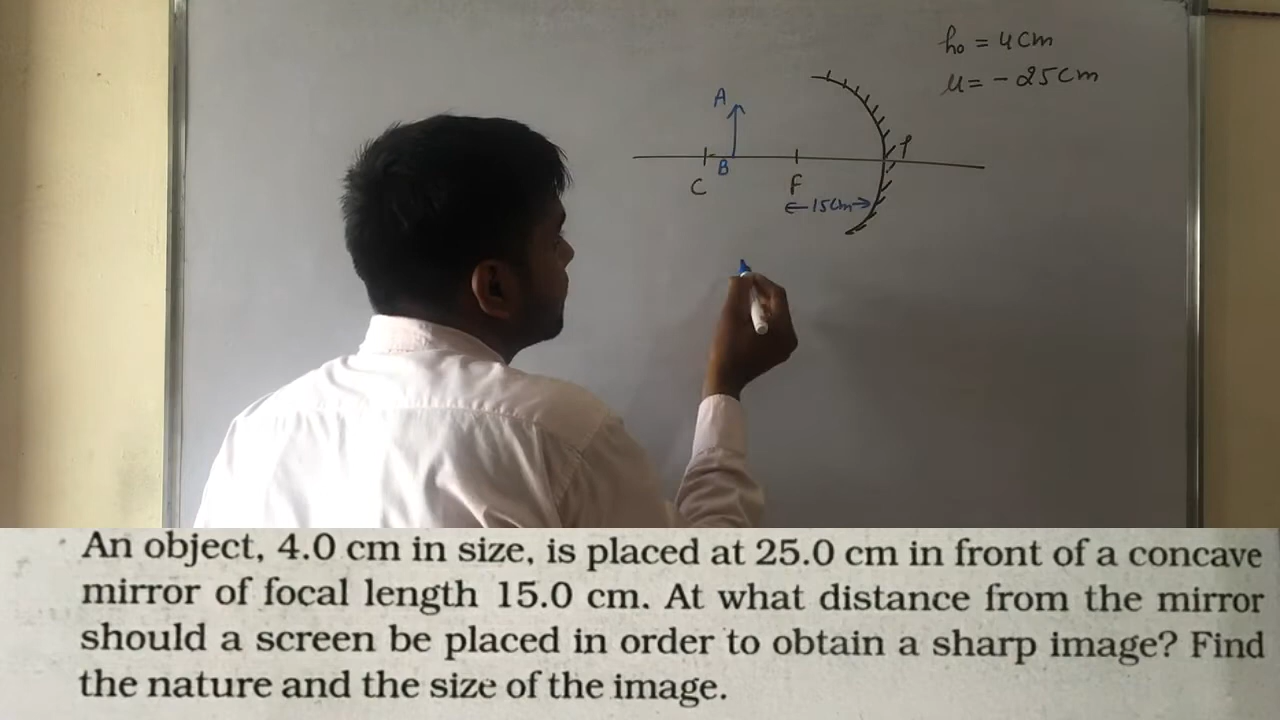 h₀ = 4cm
u = - 25cm
A
B
C
F
P
15cm
An object, 4.0 cm in size, is placed at 25.0 cm in front of a concave
mirror of focal length 15.0 cm. At what distance from the mirror
should a screen be placed in order to obtain a sharp image? Find
the nature and the size of the image.